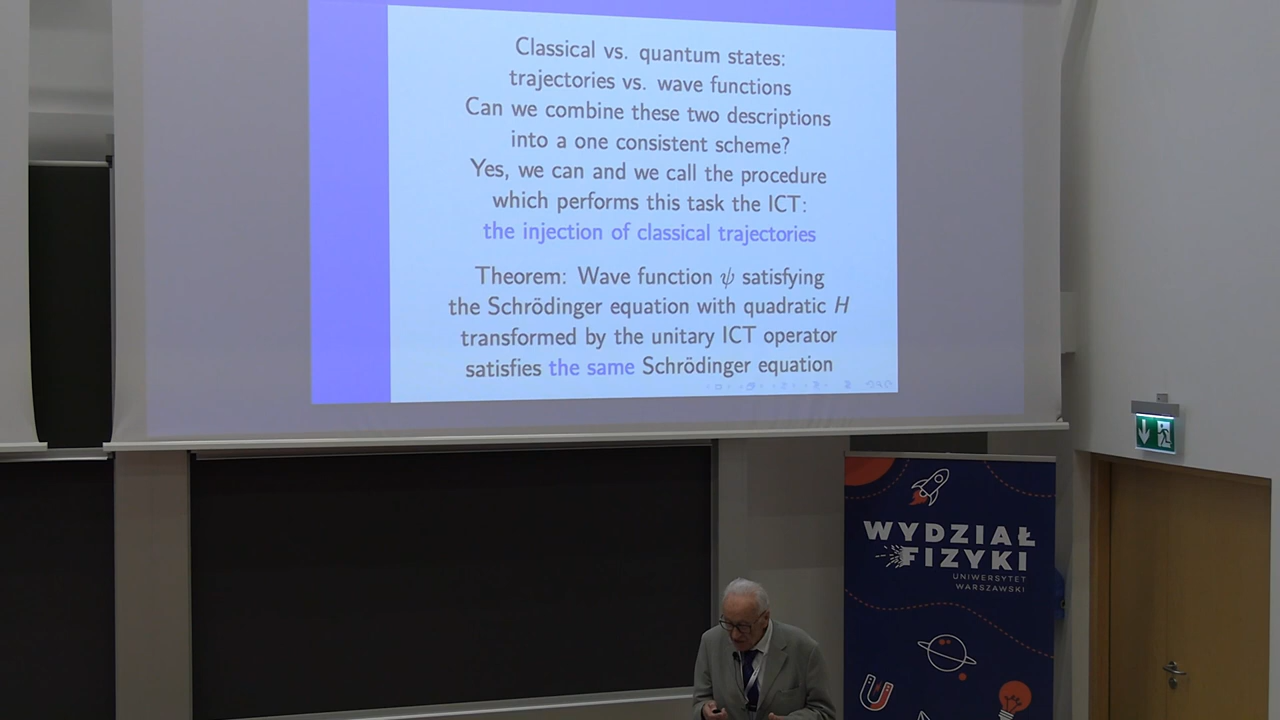 Classical vs. quantum states:
trajectories vs. wave functions
Can we combine these two descriptions
into a one consistent scheme?
Yes, we can and we call the procedure
which performs this task the ICT:
the injection of classical trajectories
Theorem: Wave function ψ satisfying
the Schrödinger equation with quadratic H
transformed by the unitary ICT operator
satisfies the same Schrödinger equation
WYDZIAŁ
FIZYKI
UNIWERSYTET
WARSZAWSKI